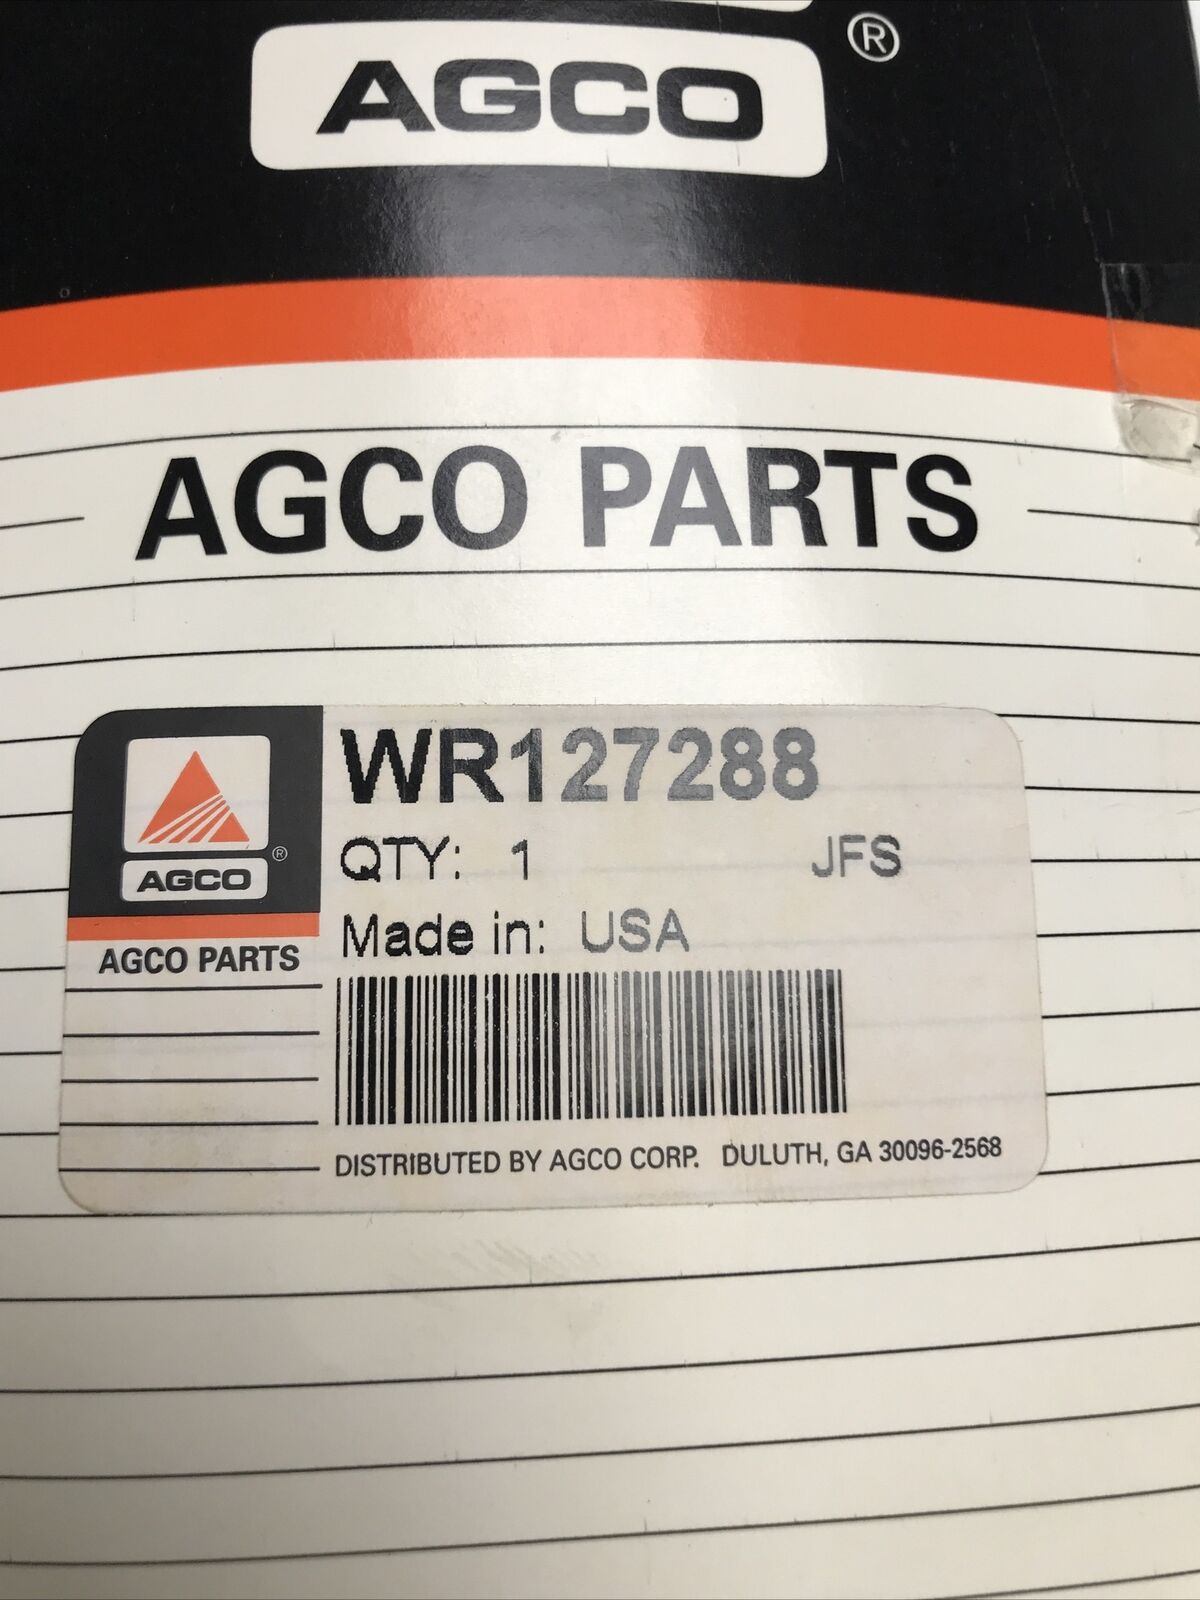 AGCO ®
AGCO PARTS
WR127288
QTY: 1 JFS
Made in: USA
®
AGCO
AGCO PARTS
DISTRIBUTED BY AGCO CORP. DULUTH, GA 30096-2568